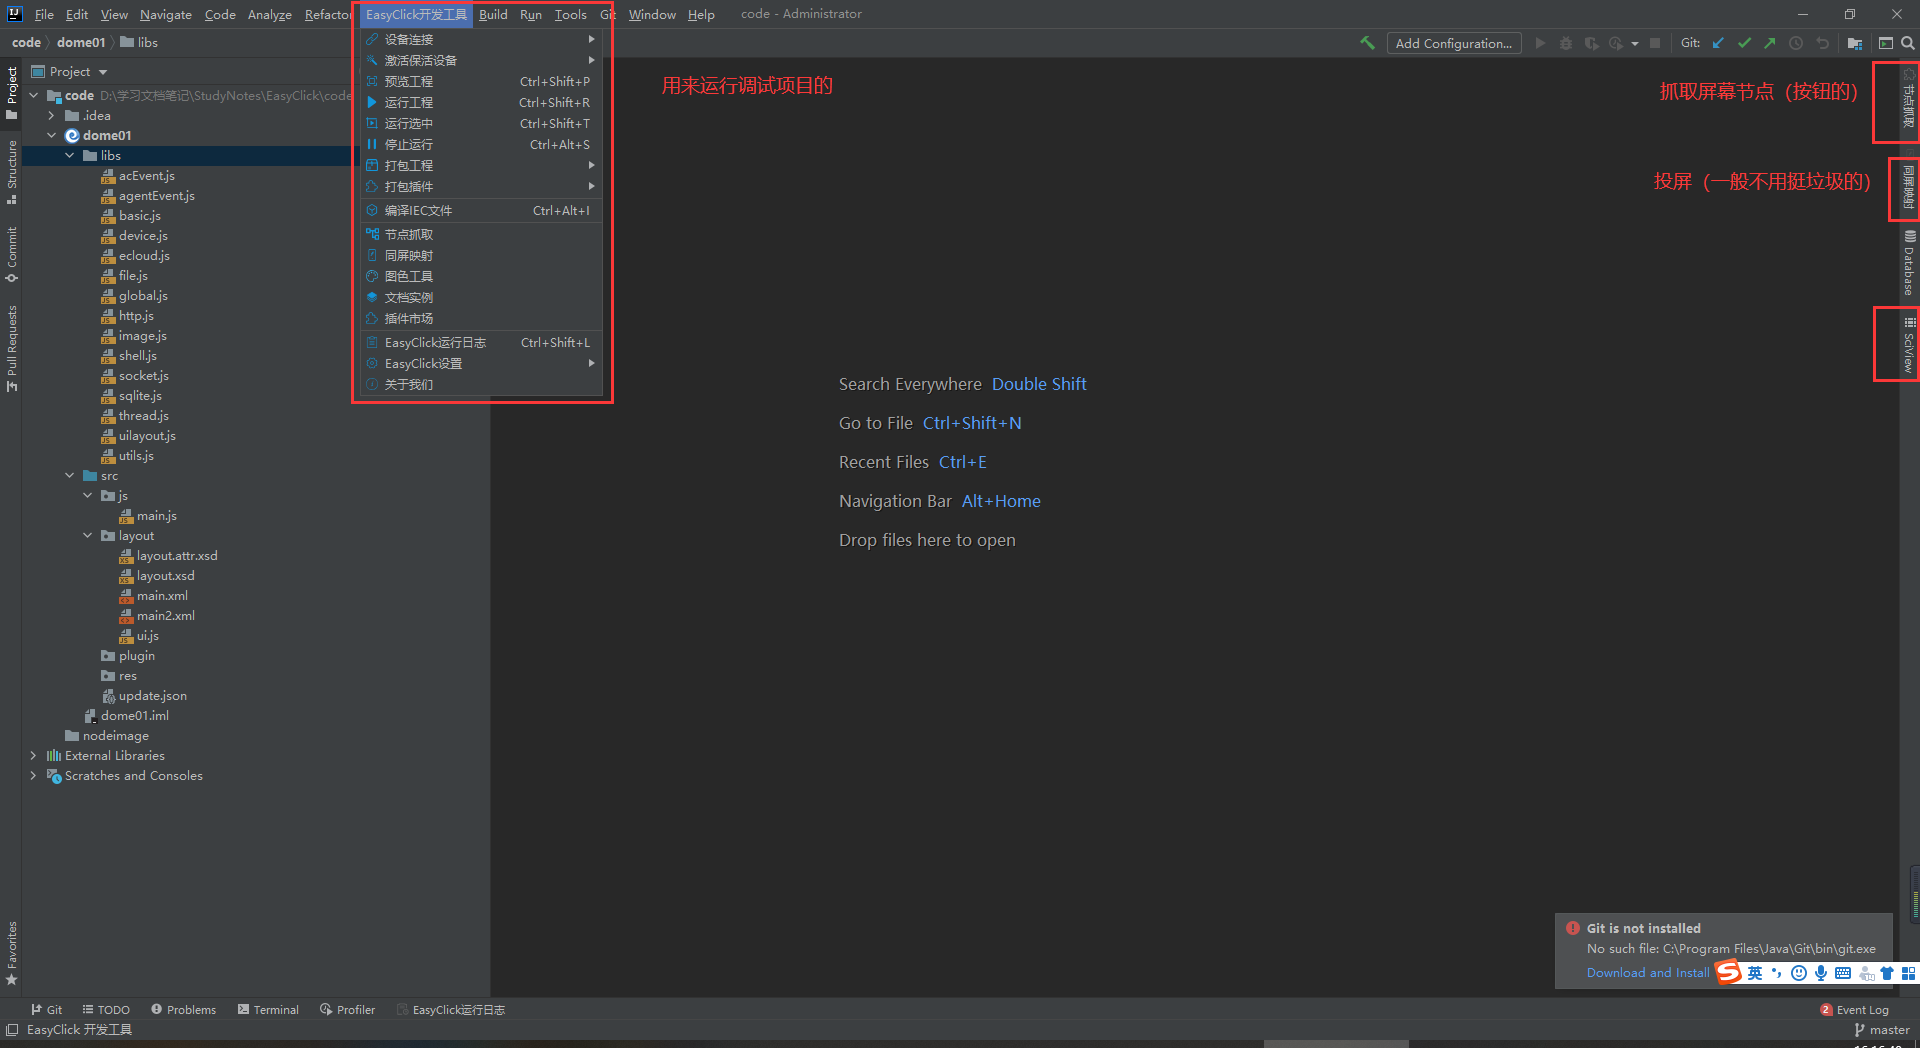 File Edit View Navigate Code Analyze Refactor EasyClick开发工具 Build Run Tools Git Window Help code - Administrator
code dome01 libs
Add Configuration... Git:
Project
code D:\学习文档笔记\StudyNotes\EasyClick\code
.idea
dome01
libs
acEvent.js
agentEvent.js
basic.js
device.js
ecloud.js
file.js
global.js
http.js
image.js
shell.js
socket.js
sqlite.js
thread.js
uilayout.js
utils.js
src
js
main.js
layout
layout.attr.xsd
layout.xsd
main.xml
main2.xml
ui.js
plugin
res
update.json
dome01.iml
nodeimage
External Libraries
Scratches and Consoles
设备连接
激活保活设备
预览工程 Ctrl+Shift+P
运行工程 Ctrl+Shift+R
运行选中 Ctrl+Shift+T
停止运行 Ctrl+Alt+S
打包工程
打包插件
编译IEC文件 Ctrl+Alt+I
节点抓取
同屏映射
图色工具
文档实例
插件市场
EasyClick运行日志 Ctrl+Shift+L
EasyClick设置
关于我们
用来运行调试项目的
抓取屏幕节点（按钮的）
投屏（一般不用挺垃圾的）
Search Everywhere Double Shift
Go to File Ctrl+Shift+N
Recent Files Ctrl+E
Navigation Bar Alt+Home
Drop files here to open
Project
Structure
Commit
Pull Requests
Favorites
节点抓取
同屏映射
Database
SciView
Git is not installed
No such file: C:\Program Files\Java\Git\bin\git.exe
Download and Install
英
Git TODO Problems Terminal Profiler EasyClick运行日志
2 Event Log
EasyClick 开发工具
master